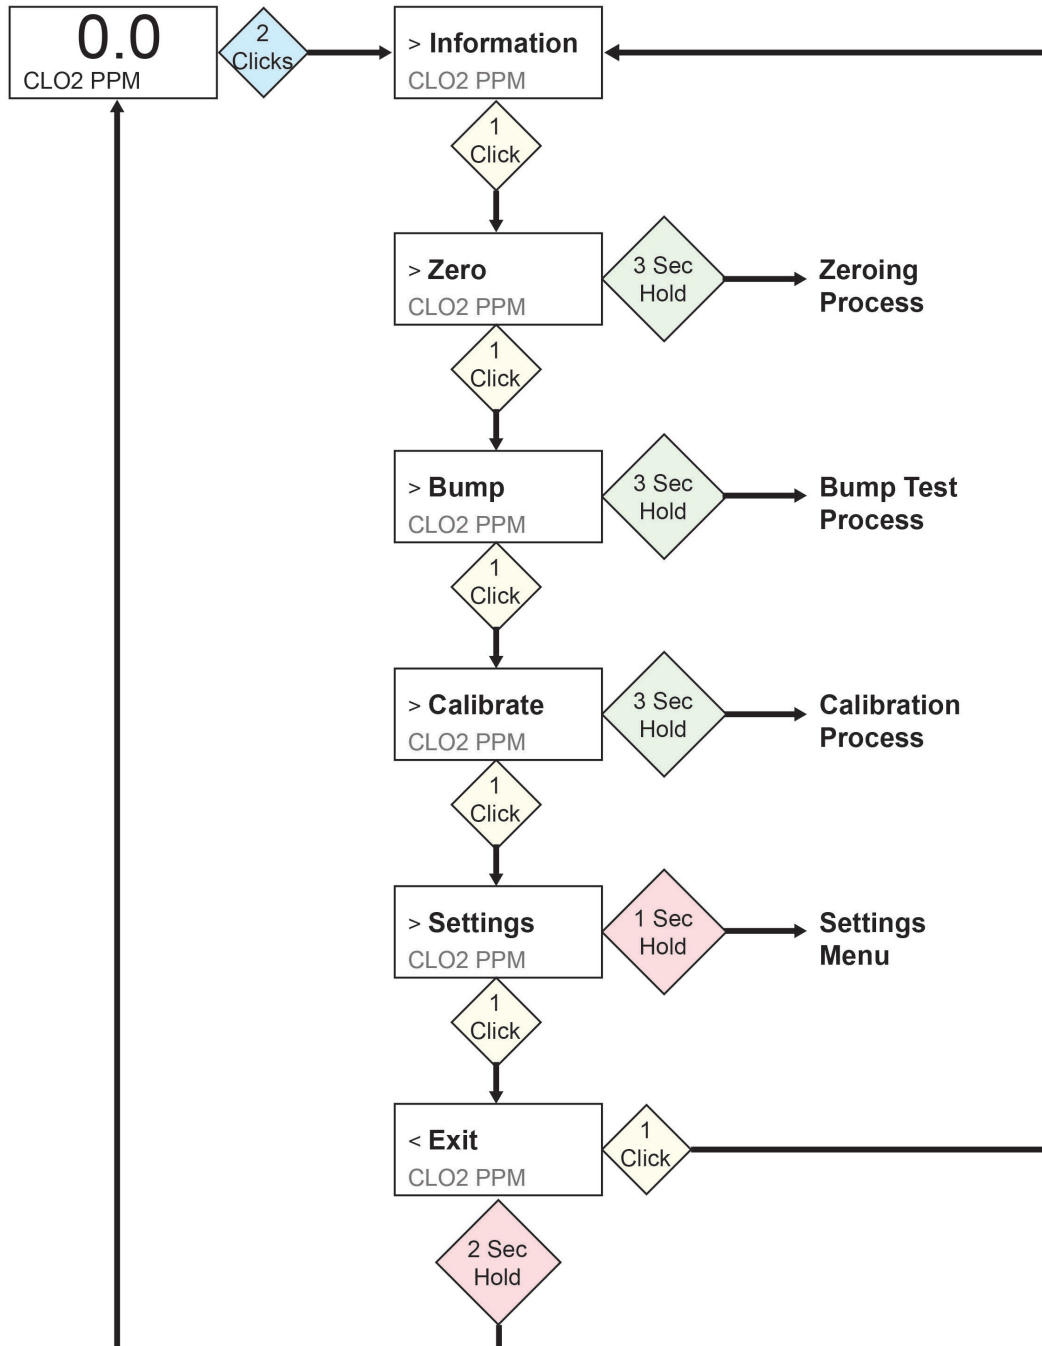 0.0
CLO2 PPM
2
Clicks
> Information
CLO2 PPM
1
Click
> Zero
CLO2 PPM
3 Sec
Hold
Zeroing
Process
1
Click
> Bump
CLO2 PPM
3 Sec
Hold
Bump Test
Process
1
Click
> Calibrate
CLO2 PPM
3 Sec
Hold
Calibration
Process
1
Click
> Settings
CLO2 PPM
1 Sec
Hold
Settings
Menu
1
Click
< Exit
CLO2 PPM
1
Click
2 Sec
Hold